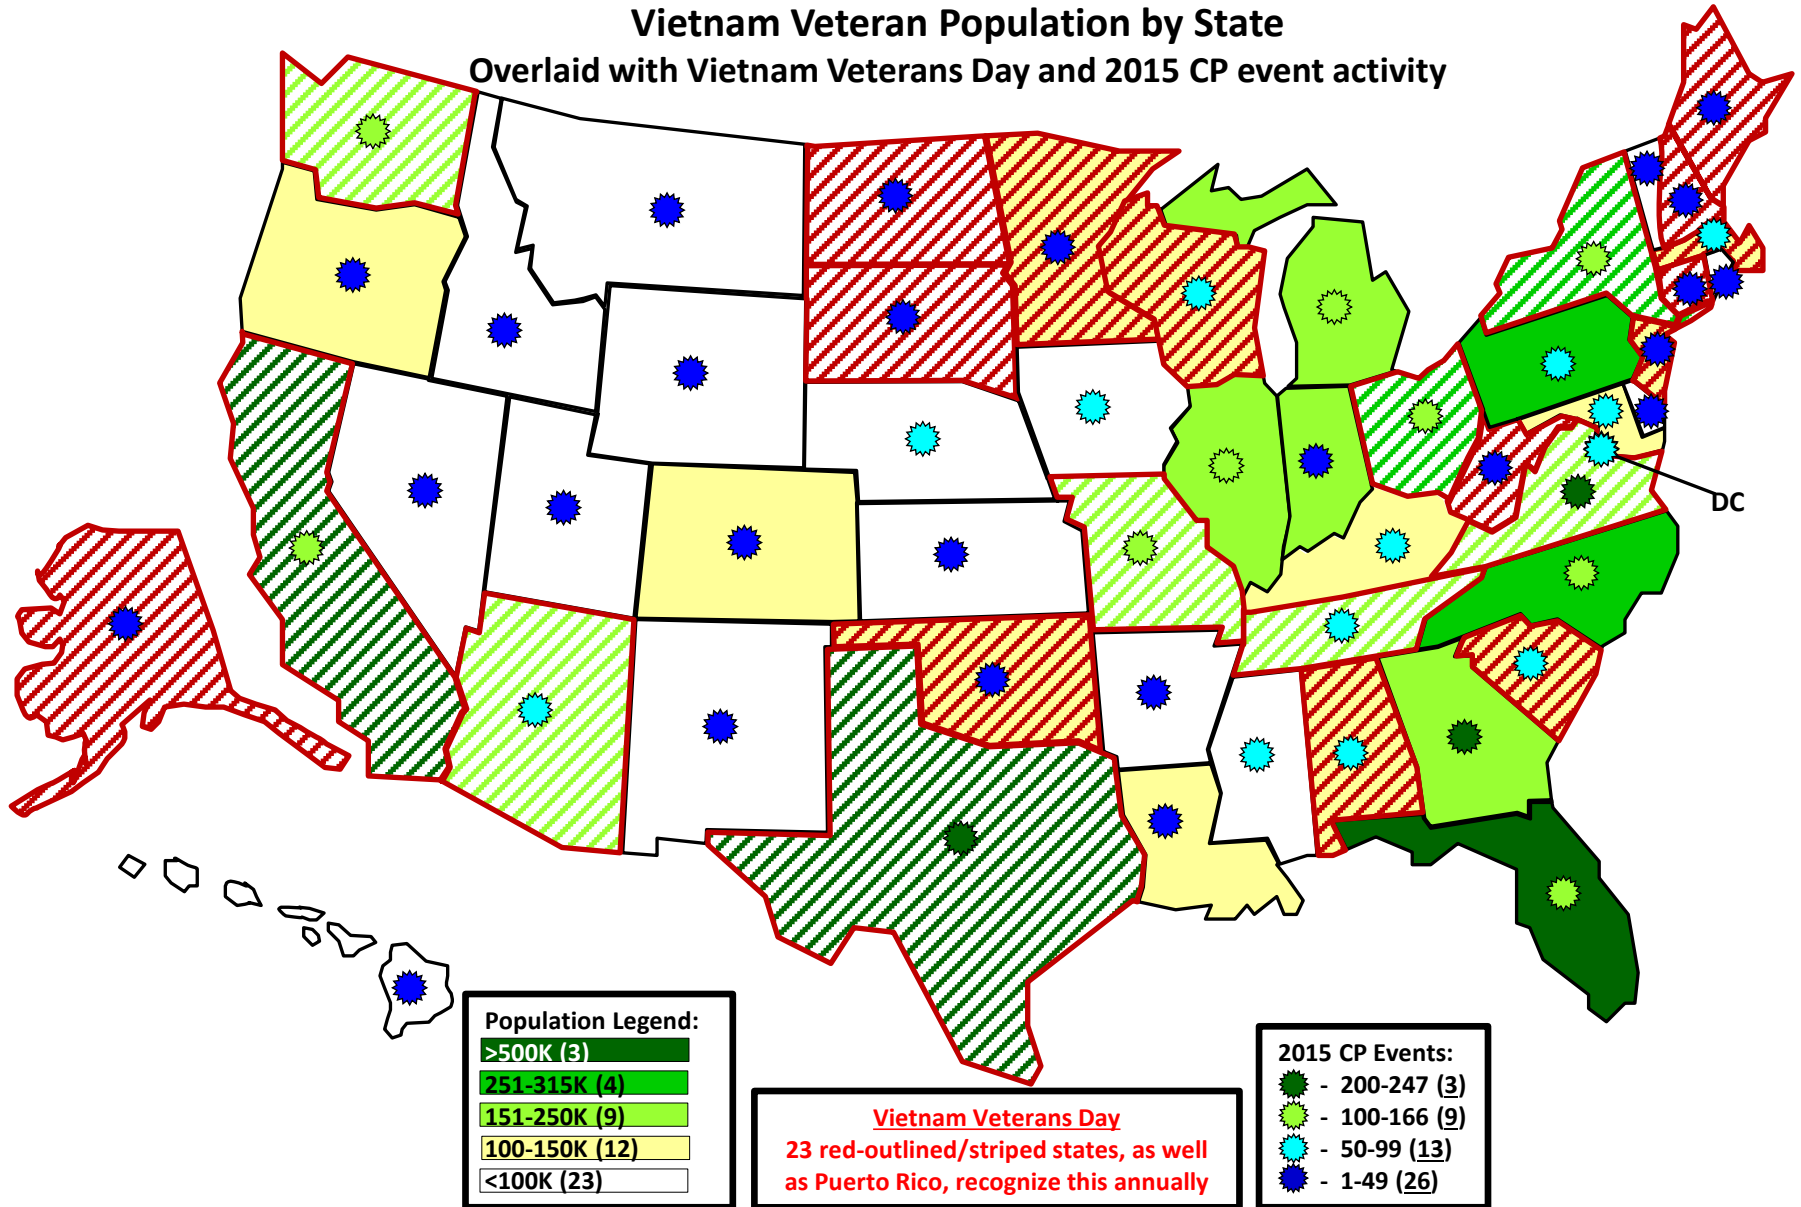 Vietnam Veteran Population by State
Overlaid with Vietnam Veterans Day and 2015 CP event activity
DC
Population Legend:
>500K (3)
251-315K (4)
151-250K (9)
100-150K (12)
<100K (23)
Vietnam Veterans Day
23 red-outlined/striped states, as well
as Puerto Rico, recognize this annually
2015 CP Events:
- 200-247 (3)
- 100-166 (9)
- 50-99 (13)
- 1-49 (26)